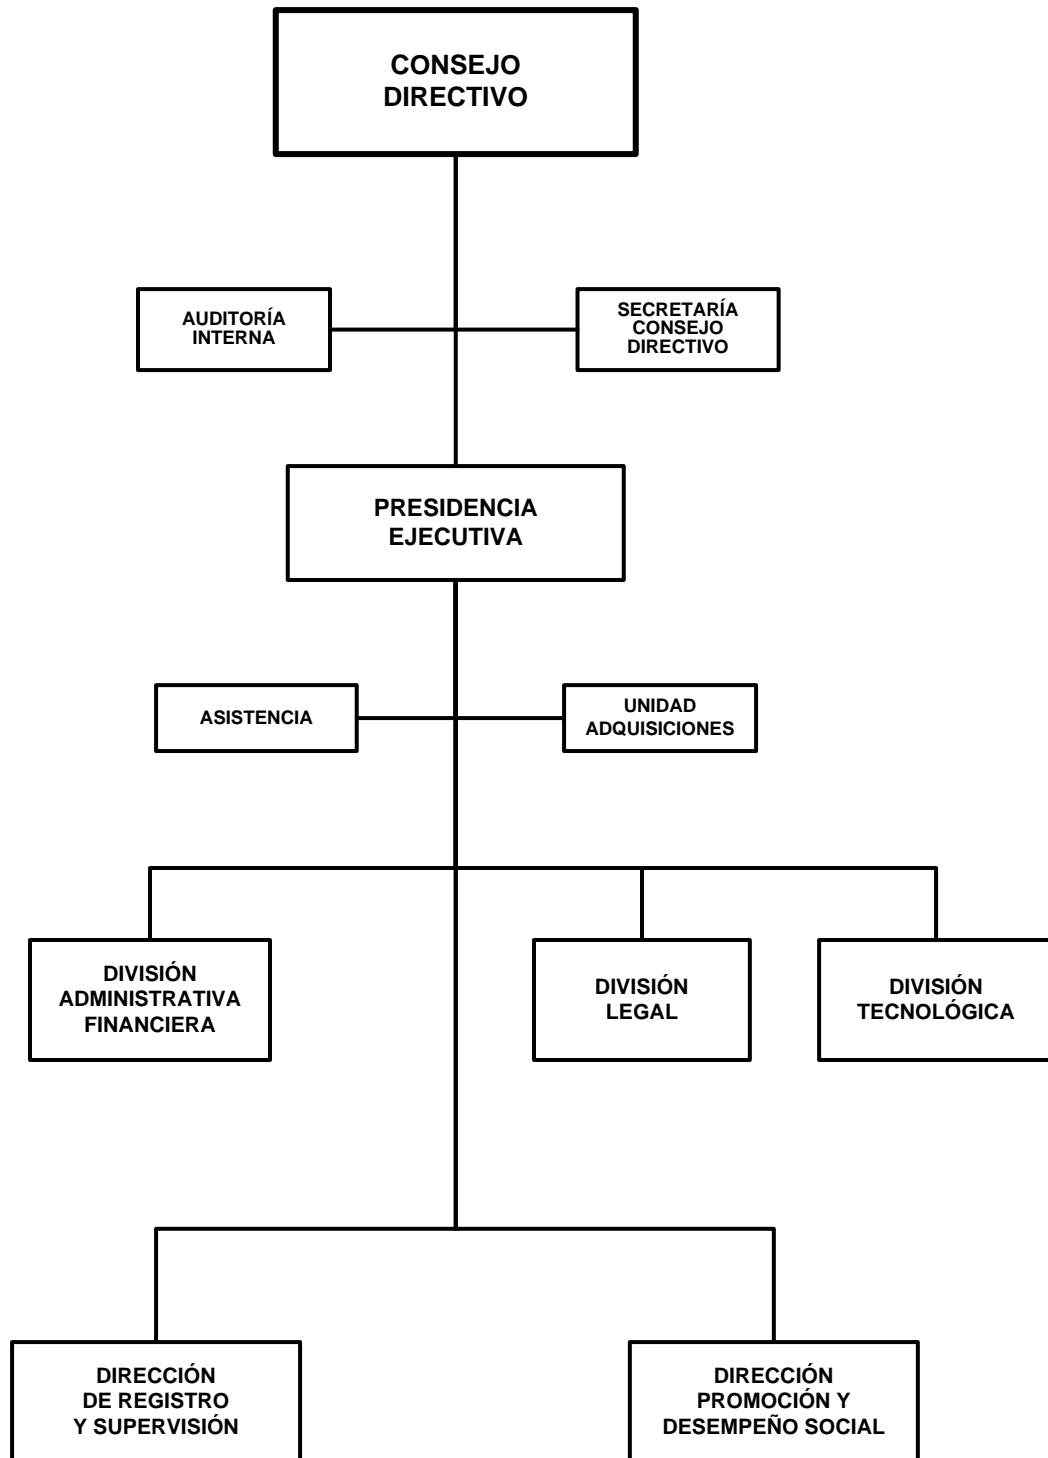 CONSEJO
DIRECTIVO
AUDITORÍA
INTERNA
SECRETARÍA
CONSEJO
DIRECTIVO
PRESIDENCIA
EJECUTIVA
ASISTENCIA
UNIDAD
ADQUISICIONES
DIVISIÓN
ADMINISTRATIVA
FINANCIERA
DIVISIÓN
LEGAL
DIVISIÓN
TECNOLÓGICA
DIRECCIÓN
DE REGISTRO
Y SUPERVISIÓN
DIRECCIÓN
PROMOCIÓN Y
DESEMPEÑO SOCIAL